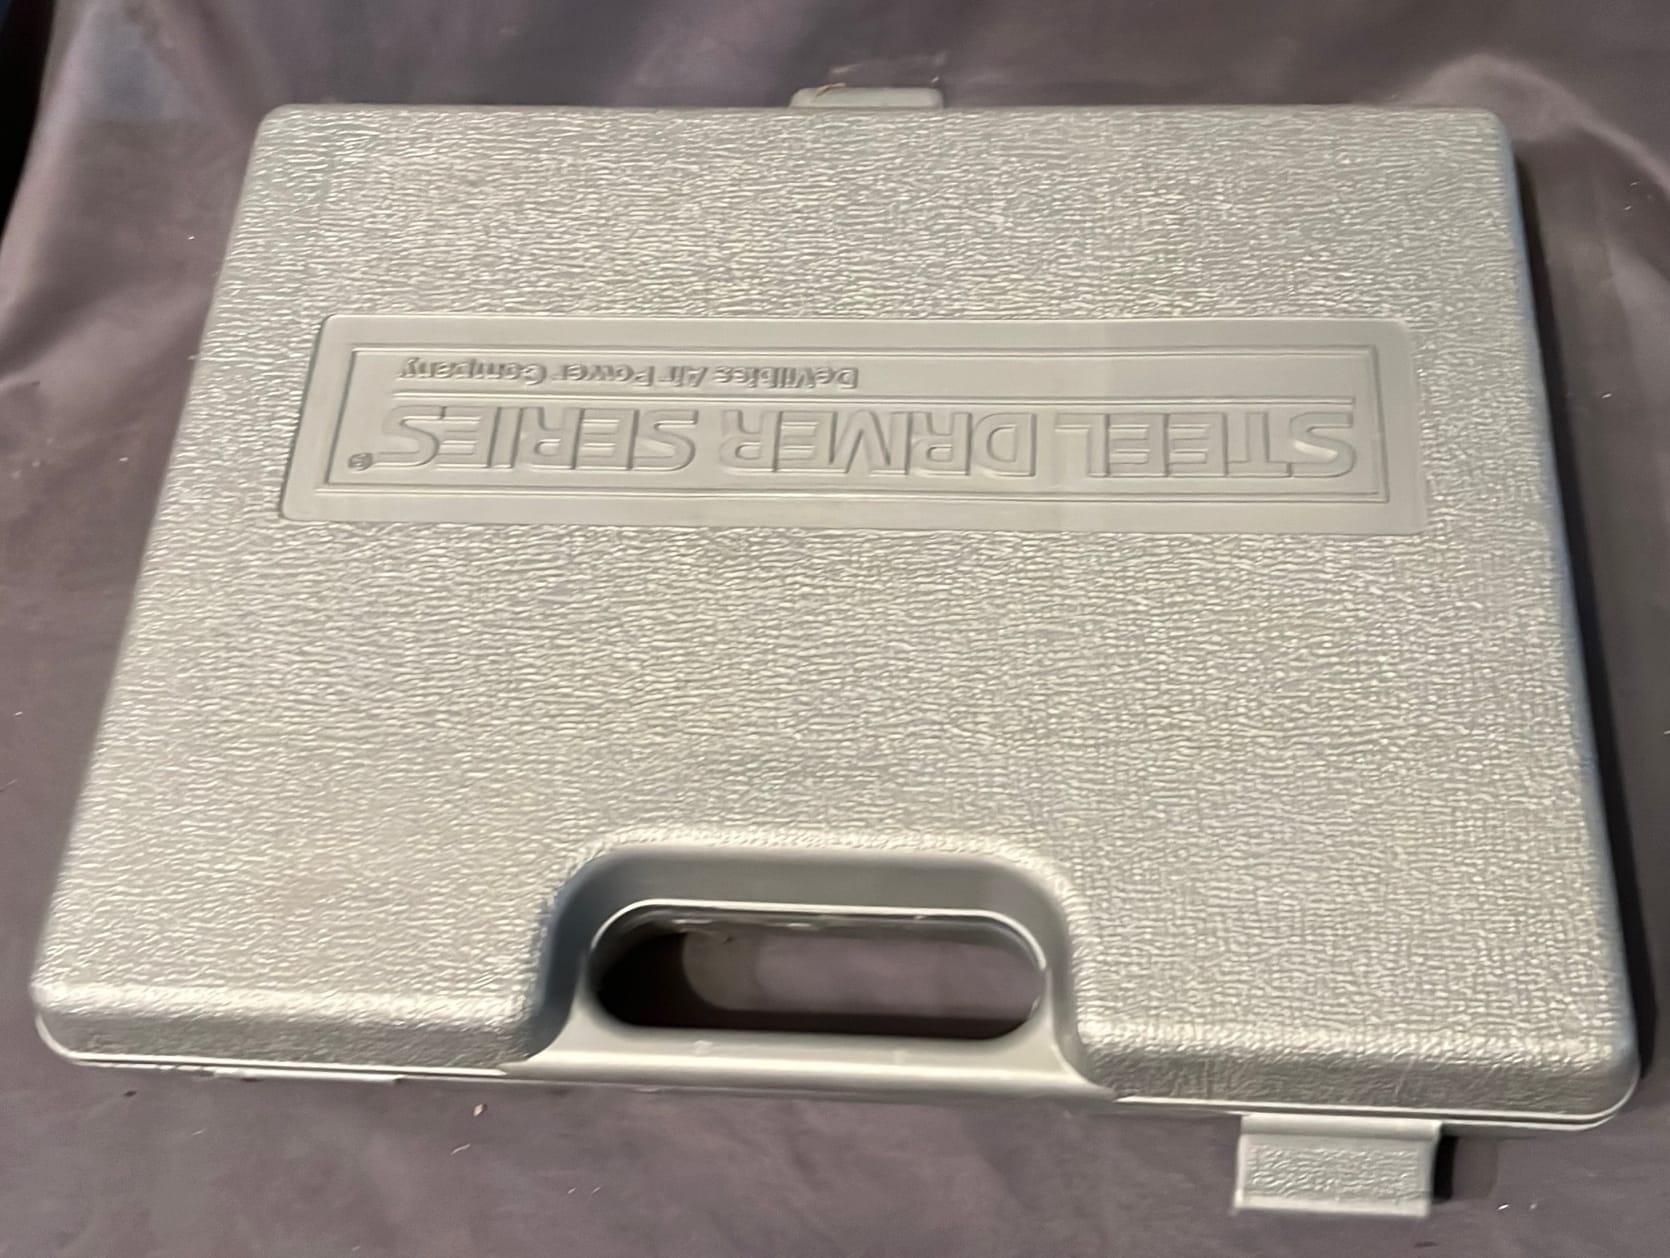 STEEL DRIVER SERIES®
DeVilbiss Air Power Company